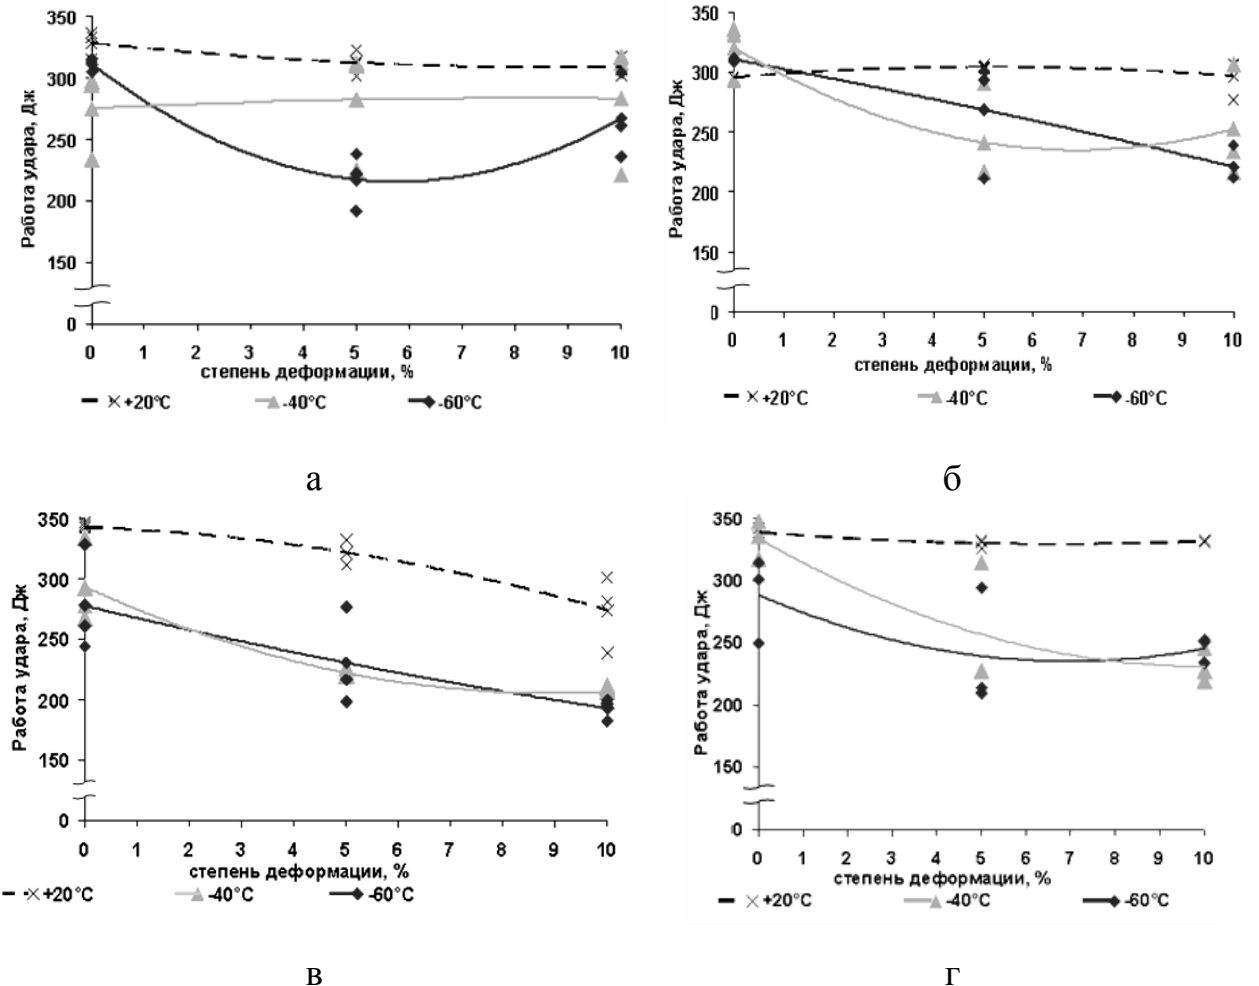 350
300
250
200
150
0
Работа удара, Дж
0 1 2 3 4 5 6 7 8 9 10
степень деформации, %
+20°C -40°C -60°C
а
350
300
250
200
150
0
Работа удара, Дж
0 1 2 3 4 5 6 7 8 9 10
степень деформации, %
+20°C -40°C -60°C
б
350
300
250
200
150
0
Работа удара, Дж
0 1 2 3 4 5 6 7 8 9 10
степень деформации, %
+20°C -40°C -60°C
в
350
300
250
200
150
0
Работа удара, Дж
0 1 2 3 4 5 6 7 8 9 10
степень деформации, %
+20°C -40°C -60°C
г